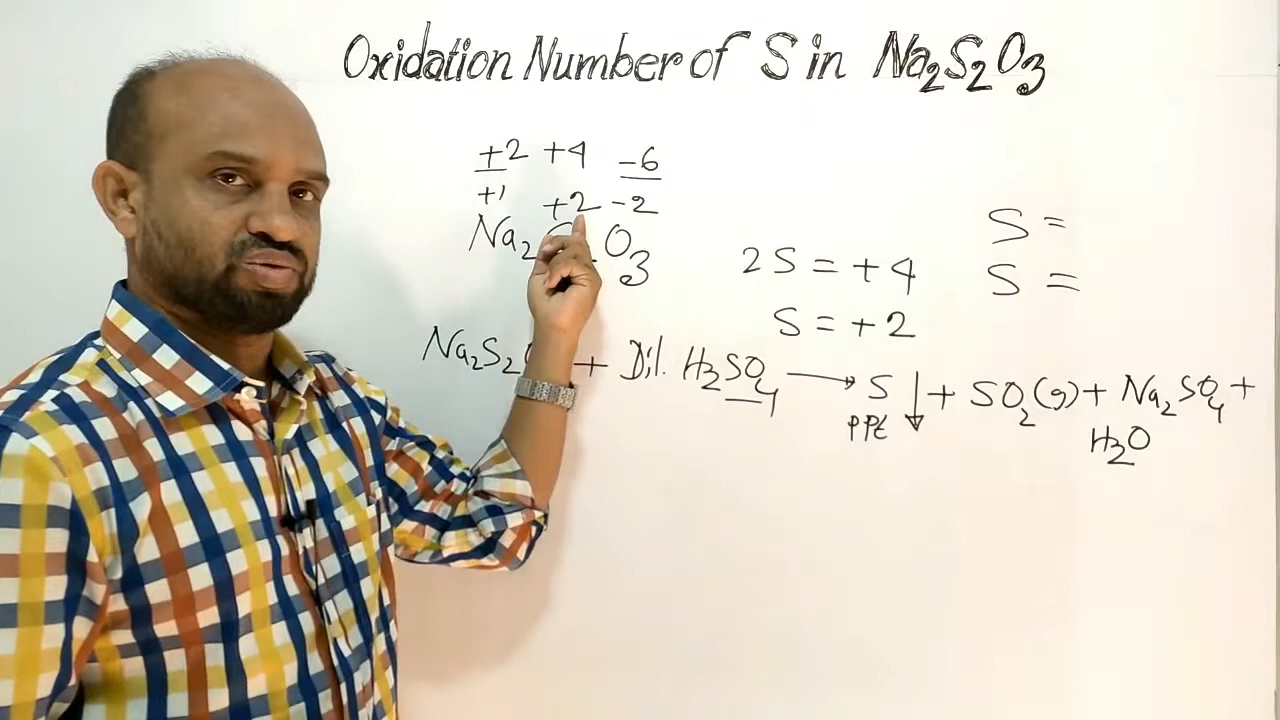 Oxidation Number of S in Na₂S₂O₃
+2 +4 -6
+1 +2 -2
Na₂ O₃
2S = +4
S = +2
S =
S =
Na₂S₂ + Dil. H₂SO₄ → S ↓ + SO₂(g) + Na₂SO₄ +
PPt
H₂O